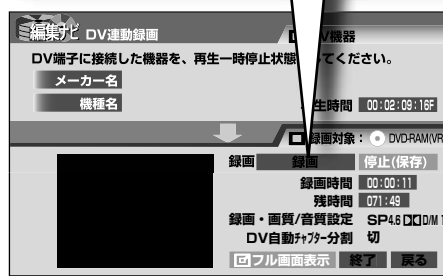 編集ナビ DV連動録画
DV機器
DV端子に接続した機器を、再生一時停止状態 してください。
メーカー名
機種名
生時間 00:02:09:16F
録画対象: DVD-RAM(VR
録画 録画 停止(保存)
録画時間 00:00:11
残時間 071:49
録画・画質/音質設定 SP4.6 D/M 1
DV自動チャプター分割 切
フル画面表示 終了 戻る